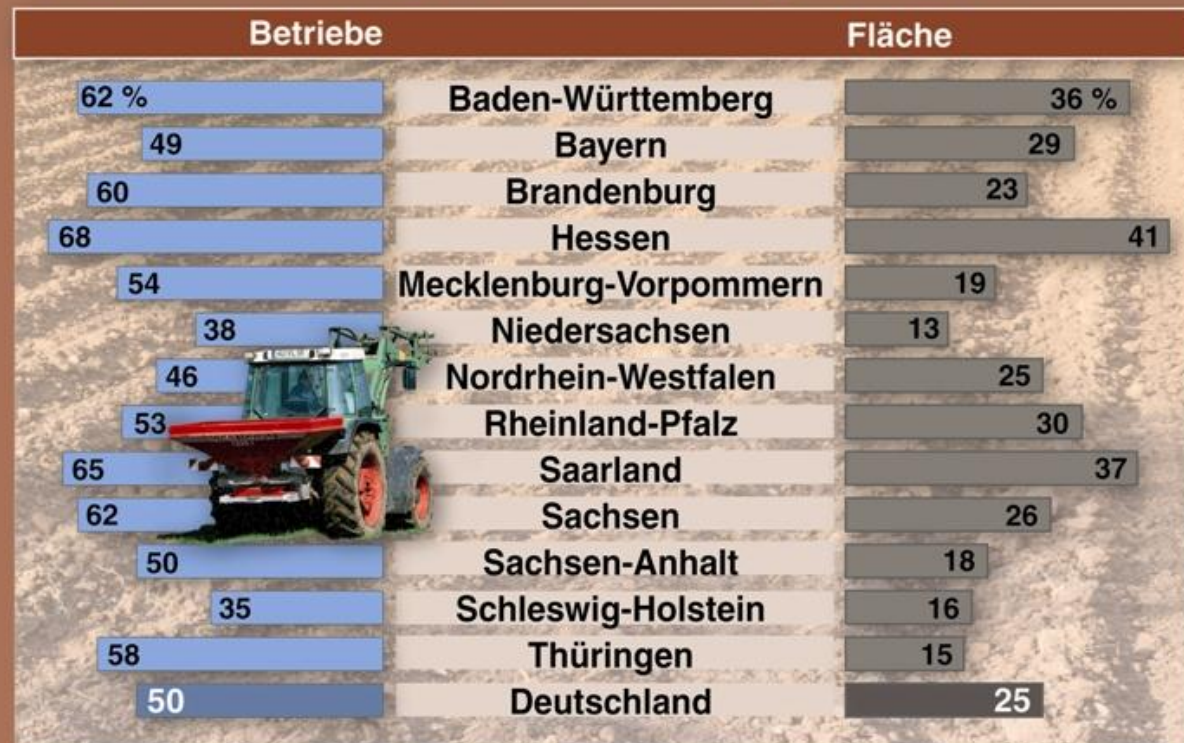 Betriebe Fläche
62 % Baden-Württemberg 36 %
49 Bayern 29
60 Brandenburg 23
68 Hessen 41
54 Mecklenburg-Vorpommern 19
38 Niedersachsen 13
46 Nordrhein-Westfalen 25
53 Rheinland-Pfalz 30
65 Saarland 37
62 Sachsen 26
50 Sachsen-Anhalt 18
35 Schleswig-Holstein 16
58 Thüringen 15
50 Deutschland 25